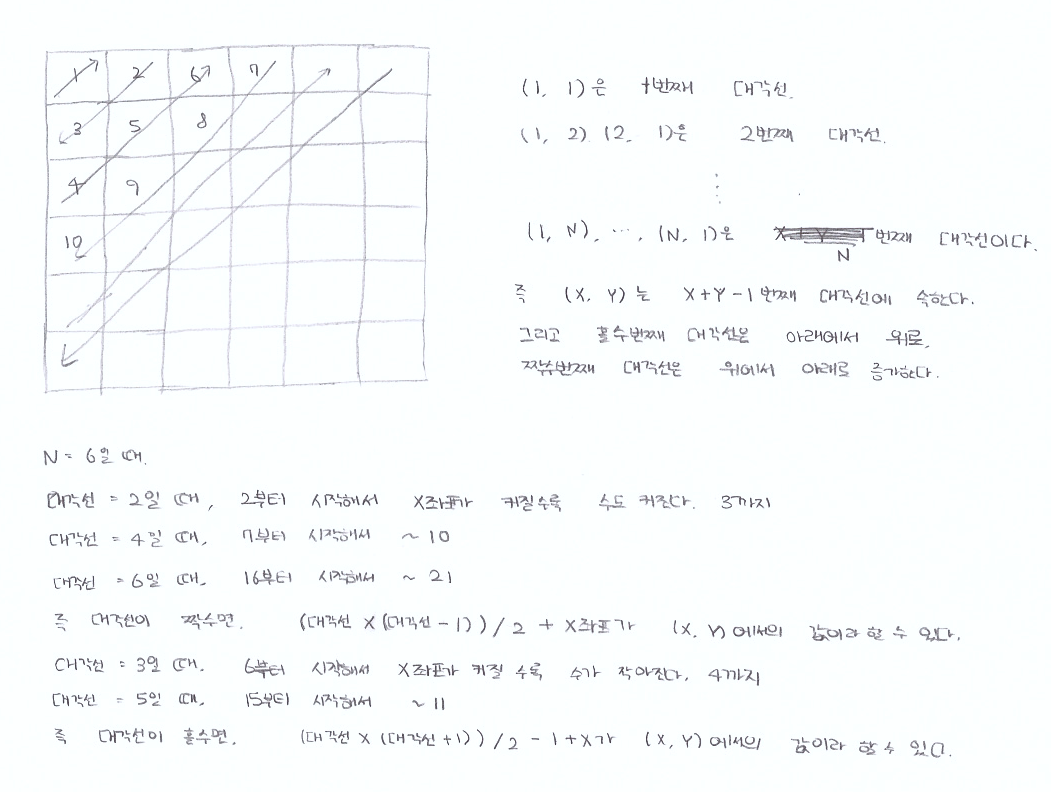 1 2 6 7
3 5 8
4 9
10
(1, 1)은 1번째 대각선.
(1, 2). (2, 1)은 2번째 대각선.
(1, N), ..., (N, 1)은 N 번째 대각선이다.
즉 (X, Y)는 X+Y-1 번째 대각선에 속한다.
그리고 홀수번째 대각선은 아래에서 위로,
짝수번째 대각선은 위에서 아래로 증가한다.
N = 6일 때.
대각선 = 2일 때, 2부터 시작해서 X좌표가 커질수록 수도 커진다. 3까지
대각선 = 4일 때, 7부터 시작해서 ~ 10
대각선 = 6일 때, 16부터 시작해서 ~ 21
즉 대각선이 짝수면. (대각선 X (대각선 - 1)) / 2 + X좌표가 (X, Y)에서의 값이라 할 수 있다.
대각선 = 3일 때. 6부터 시작해서 X좌표가 커질 수록 수가 작아진다. 4까지
대각선 = 5일 때, 15부터 시작해서 ~ 11
즉 대각선이 홀수면, (대각선 X (대각선 +1)) / 2 - 1 + X가 (X, Y)에서의 값이라 할 수 있다.